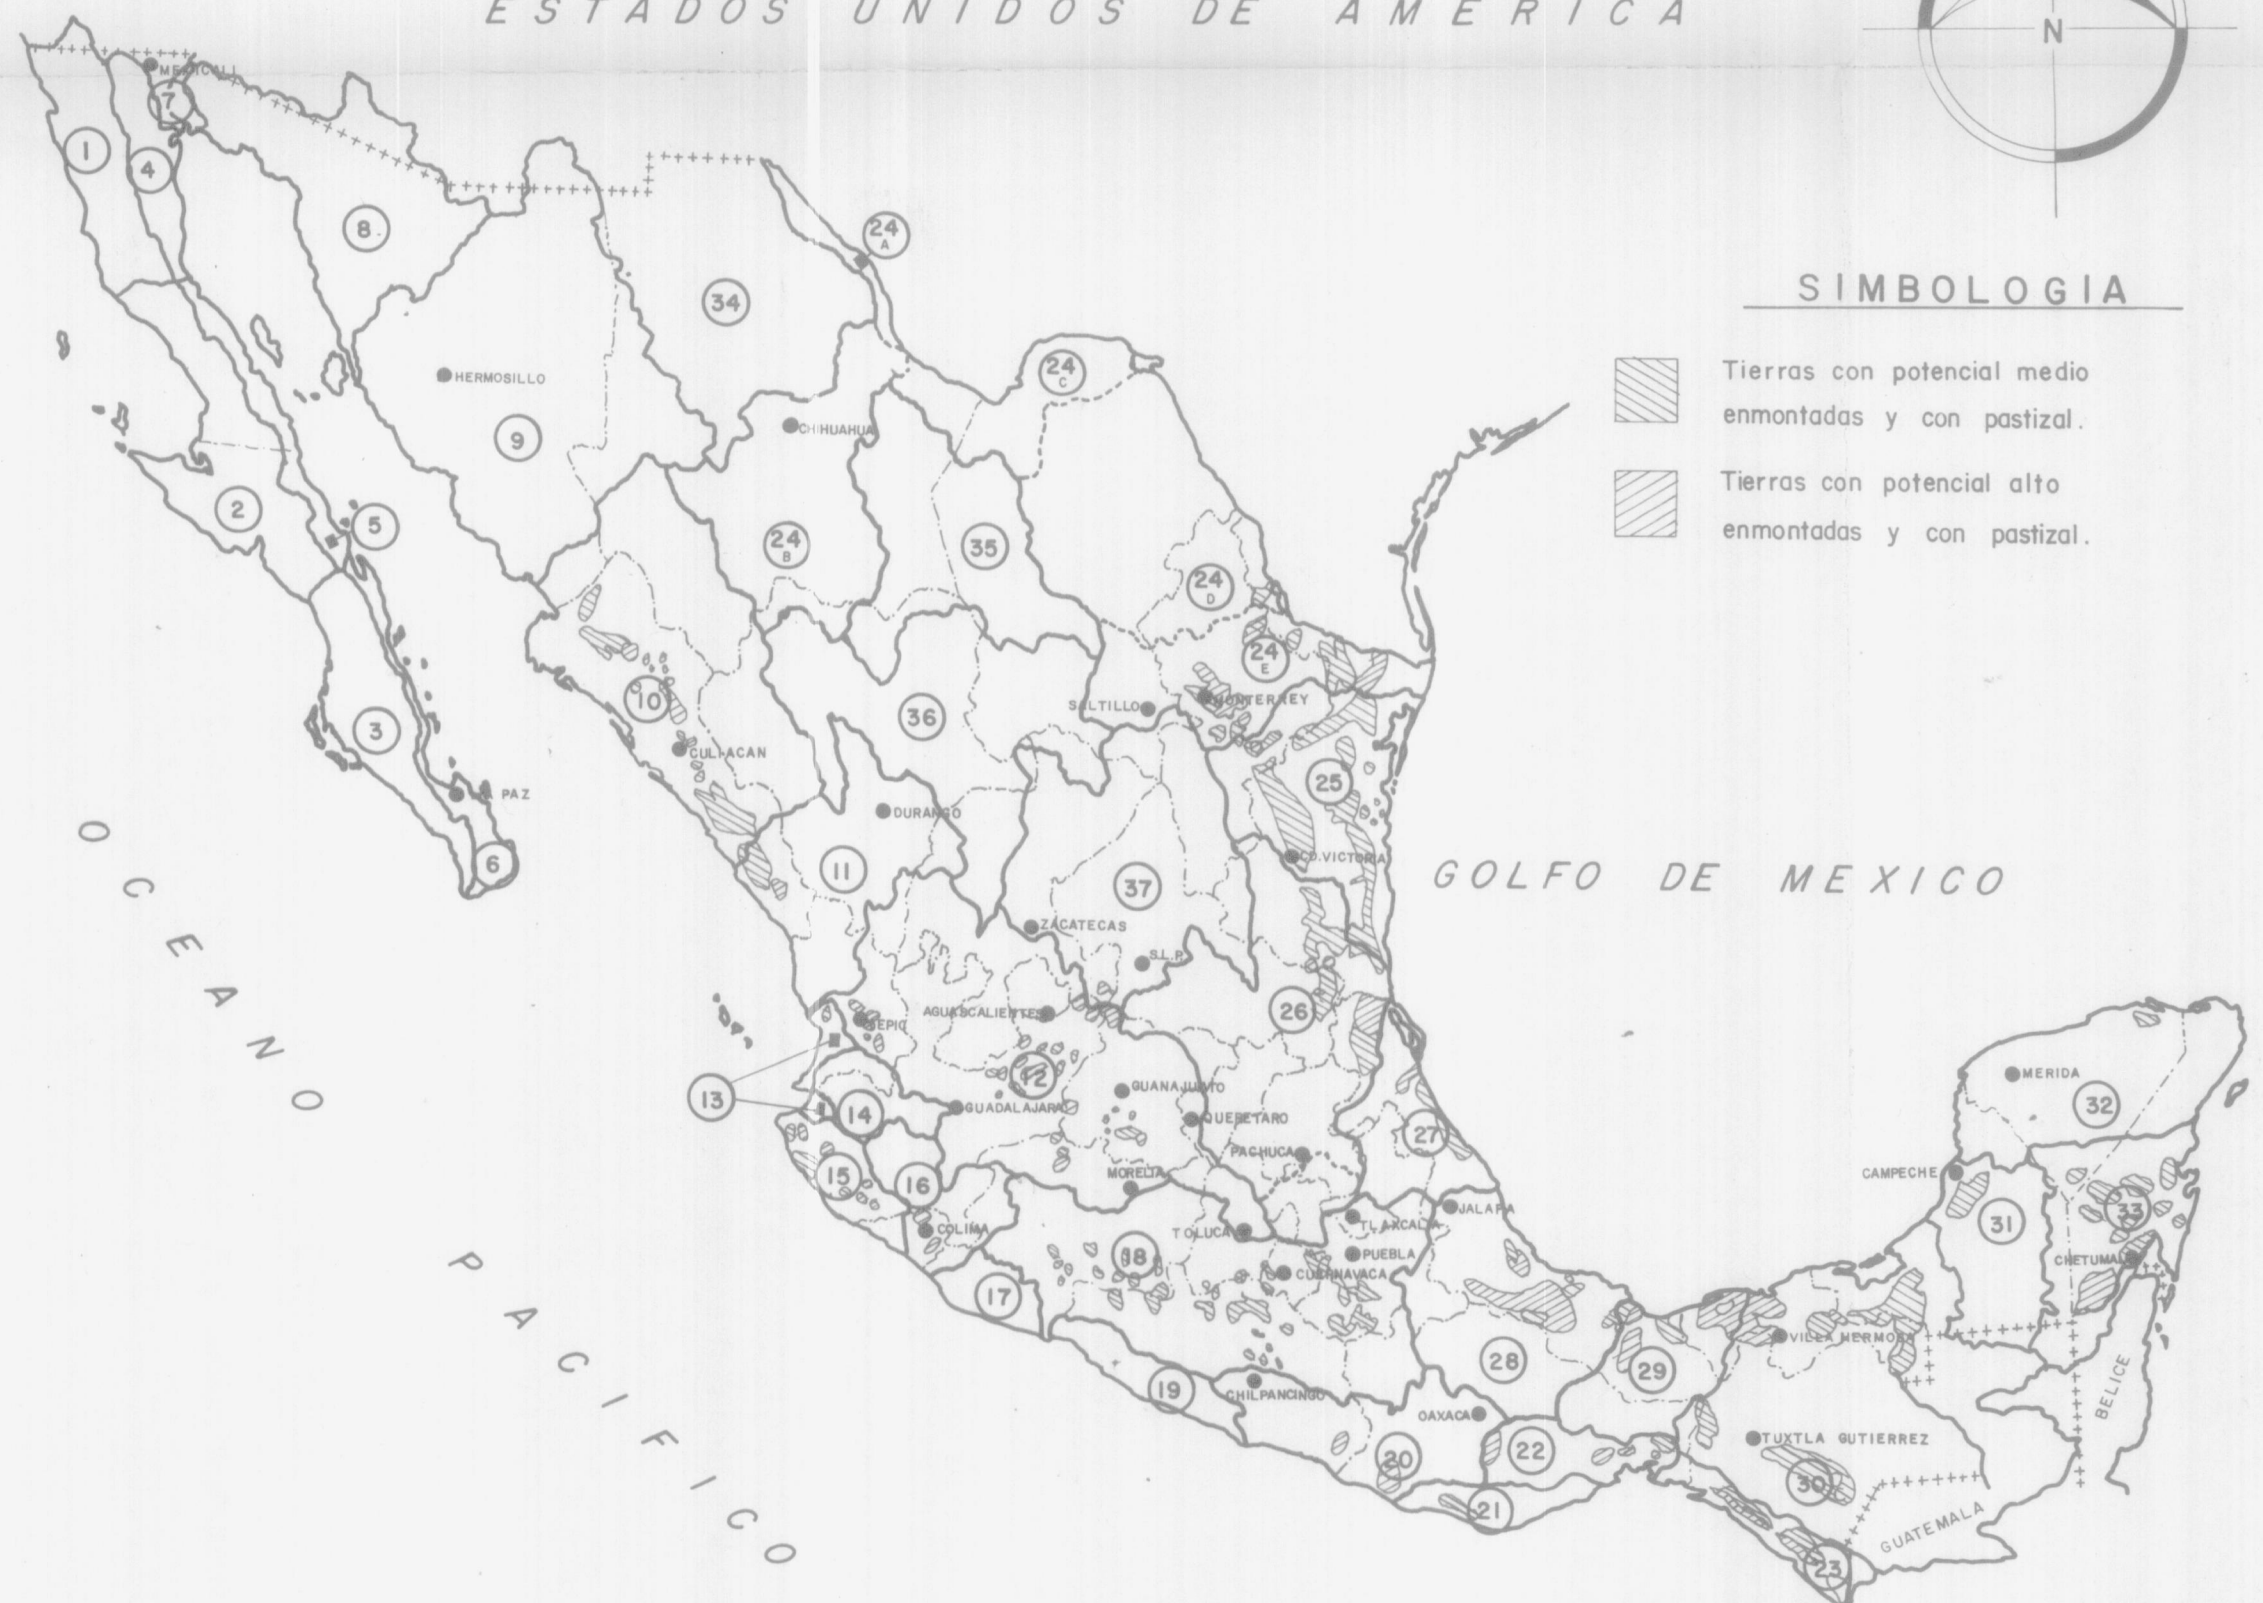 ESTADOS UNIDOS DE AMERICA
N
MEXICALI
7
1
4
8
24
A
34
SIMBOLOGIA
Tierras con potencial medio
enmontadas y con pastizal.
Tierras con potencial alto
enmontadas y con pastizal.
24
C
HERMOSILLO
CHIHUAHUA
9
2
5
24
B
35
24
D
24
E
10
36
SALTILLO
MONTERREY
3
CULIACAN
25
LA PAZ
DURANGO
6
11
CD. VICTORIA
37
GOLFO DE MEXICO
ZACATECAS
S.L.P.
26
AGUASCALIENTES
TEPIC
12
13
14
GUADALAJARA
GUANAJUATO
QUERETARO
27
MERIDA
32
PACHUCA
CAMPECHE
MORELIA
15
16
COLIMA
TOLUCA
TLAXCALA
JALAPA
31
33
18
PUEBLA
CUERNAVACA
CHETUMAL
17
VILLA HERMOSA
28
29
BELICE
19
CHILPANCINGO
OAXACA
20
22
TUXTLA GUTIERREZ
30
21
GUATEMALA
23
OCEANO PACIFICO